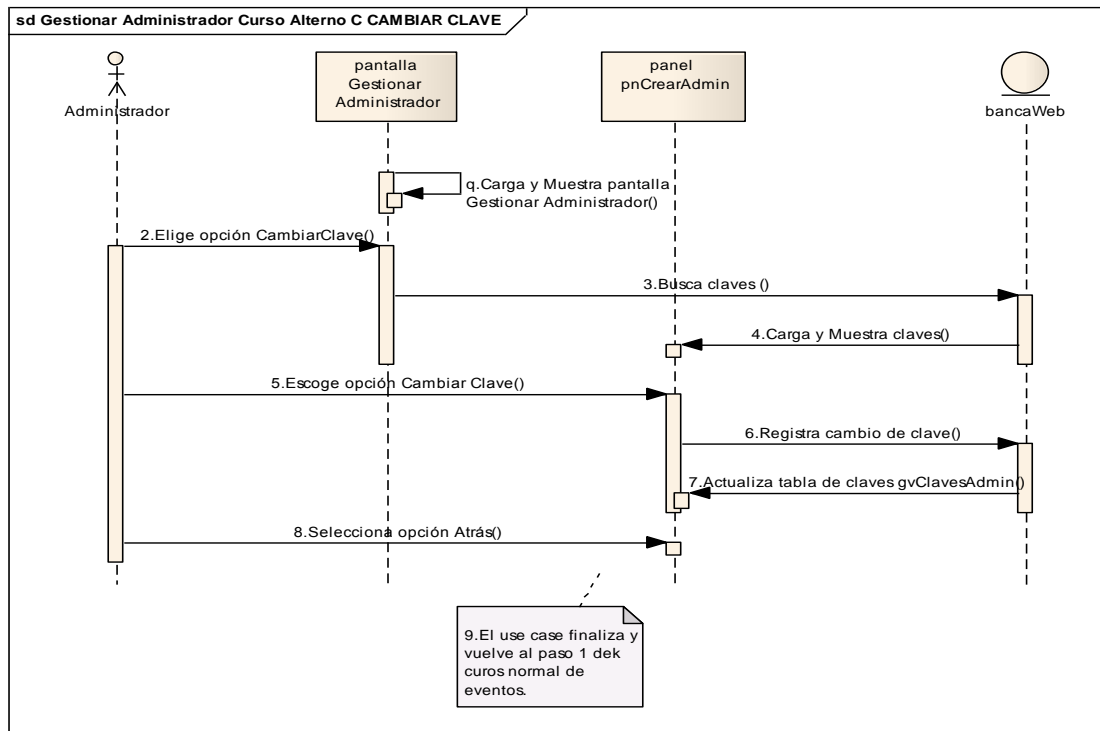 sd Gestionar Administrador Curso Alterno C CAMBIAR CLAVE
Administrador
pantalla
Gestionar
Administrador
panel
pnCrearAdmin
bancaWeb
q.Carga y Muestra pantalla
Gestionar Administrador()
2.Elige opción CambiarClave()
3.Busca claves ()
4.Carga y Muestra claves()
5.Escoge opción Cambiar Clave()
6.Registra cambio de clave()
7.Actualiza tabla de claves gvClavesAdmin()
8.Selecciona opción Atrás()
9.El use case finaliza y
vuelve al paso 1 dek
curos normal de
eventos.